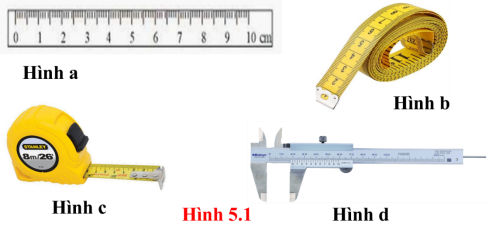 0 1 2 3 4 5 6 7 8 9 10 cm
Hình a
Hình b
STANLEY
8m/26'
Hình c
Hình 5.1
Hình d